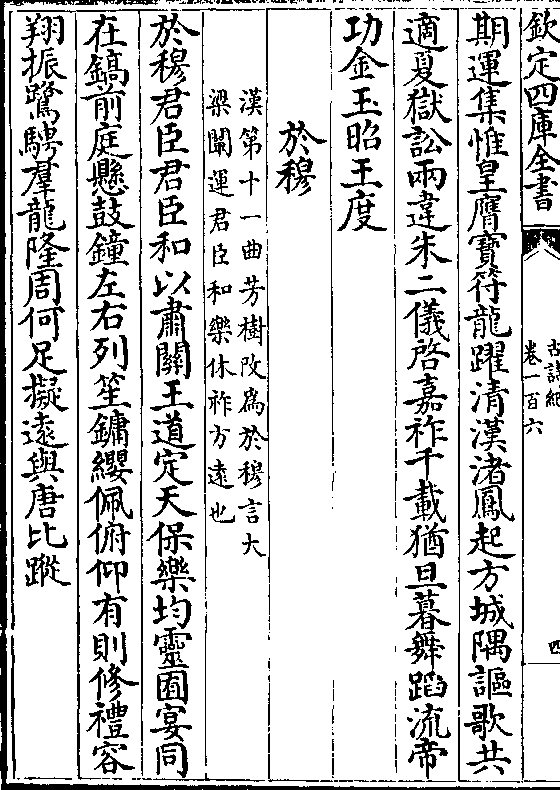 欽定四庫全書
古詩紀
卷一百六
四
期運集惟皇膺寶符龍躍清漢渚鳳起方城隅謳歌共
適夏獄訟兩違朱二儀啓嘉祚千載猶旦暮舞蹈流帝
功金玉昭王度
於穆
漢第十一曲芳樹改爲於穆言大
梁闡運君臣和樂休祚方遠也
於穆君臣君臣和以肅關王道定天保樂均靈囿宴同
在鎬前庭懸鼓鐘左右列笙鏞纓佩俯仰有則修禮容
翔振鷺騁羣龍隆周何足擬遠與唐比蹤